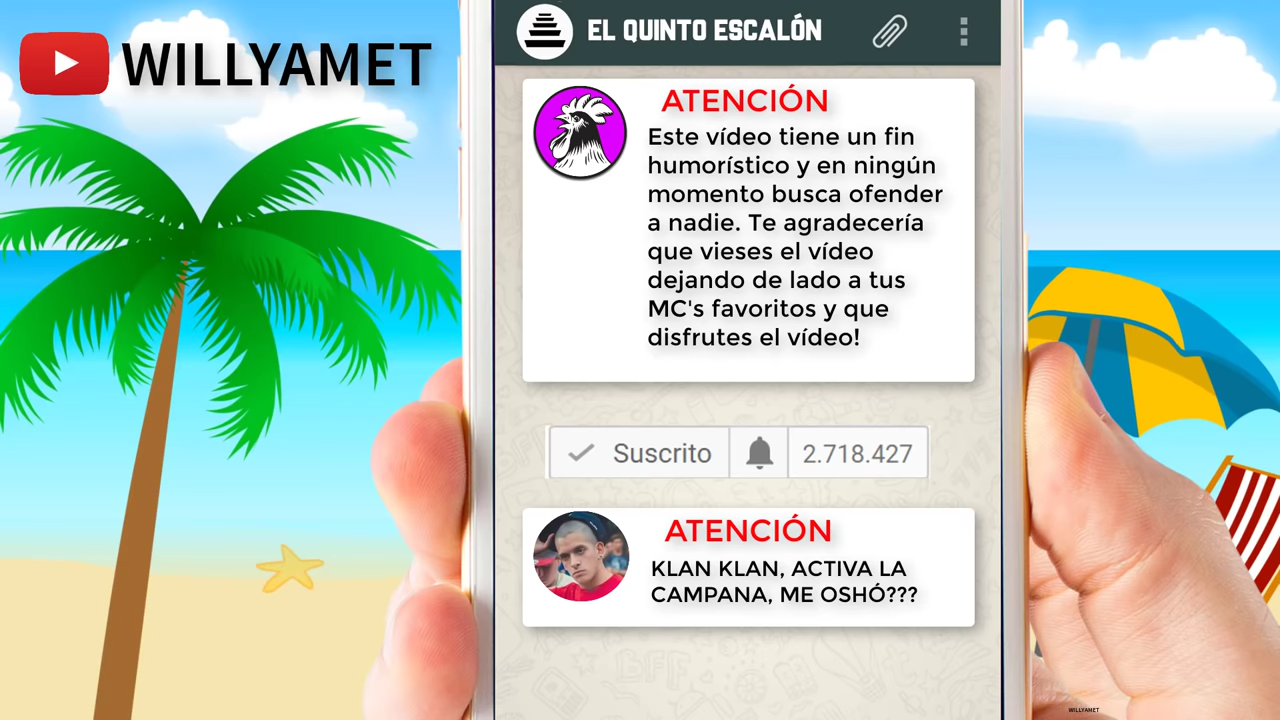 WILLYAMET
EL QUINTO ESCALÓN
ATENCIÓN
Este vídeo tiene un fin
humorístico y en ningún
momento busca ofender
a nadie. Te agradecería
que vieses el vídeo
dejando de lado a tus
MC's favoritos y que
disfrutes el vídeo!
Suscrito
2.718.427
ATENCIÓN
KLAN KLAN, ACTIVA LA
CAMPANA, ME OSHÓ???
BFF
WILLYAMET